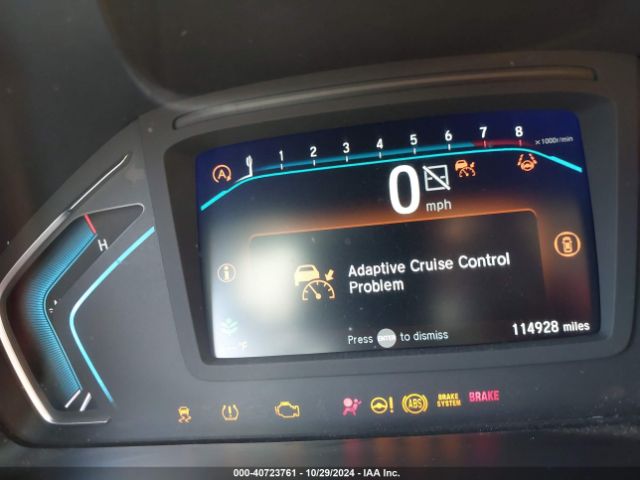 1 2 3 4 5 6 7 8 ×1000r/min
A
0
mph
H
Adaptive Cruise Control
Problem
i
Press ENTER to dismiss
°F
114928 miles
! ! ABS BRAKE SYSTEM BRAKE
000-40723761 - 10/29/2024 - IAA Inc.